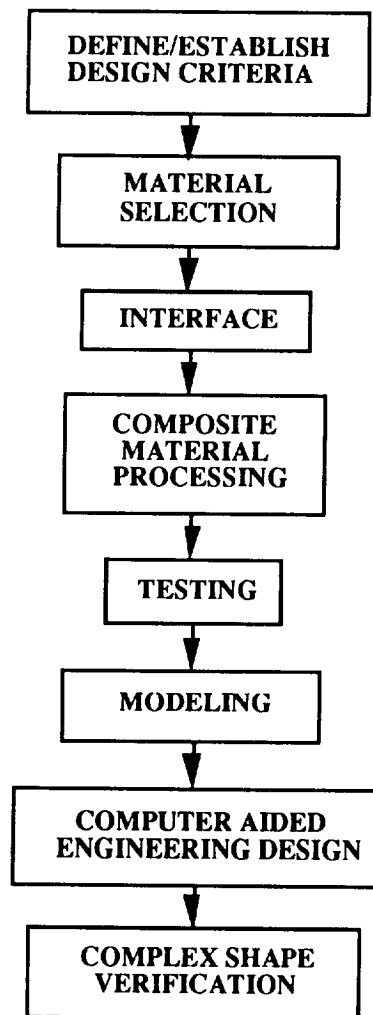 DEFINE/ESTABLISH
DESIGN CRITERIA
MATERIAL
SELECTION
INTERFACE
COMPOSITE
MATERIAL
PROCESSING
TESTING
MODELING
COMPUTER AIDED
ENGINEERING DESIGN
COMPLEX SHAPE
VERIFICATION